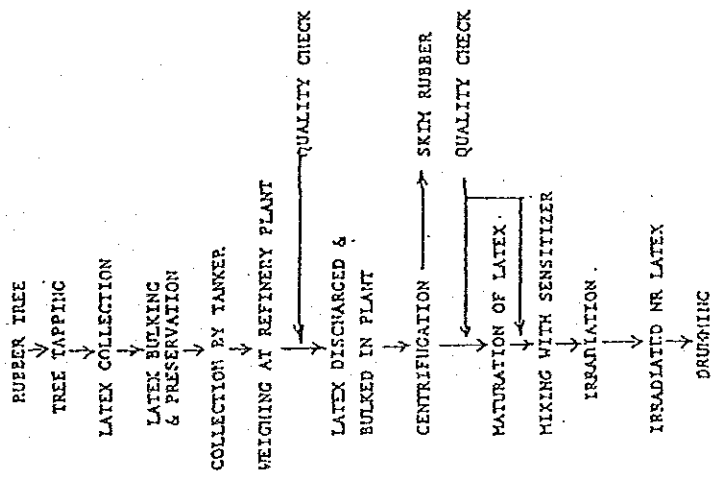 RUBBER TREE
TREE TAPPING
LATEX COLLECTION
LATEX BULKING
& PRESERVATION
COLLECTION BY TANKER.
WEIGHING AT REFINERY PLANT
QUALITY CHECK
LATEX DISCHARGED &
BULKED IN PLANT
CENTRIFUGATION
SKIM RUBBER
QUALITY CHECK
MATURATION OF LATEX.
MIXING WITH SENSITIZER
IRRADIATION.
IRRADIATED NR LATEX
DRUMMING